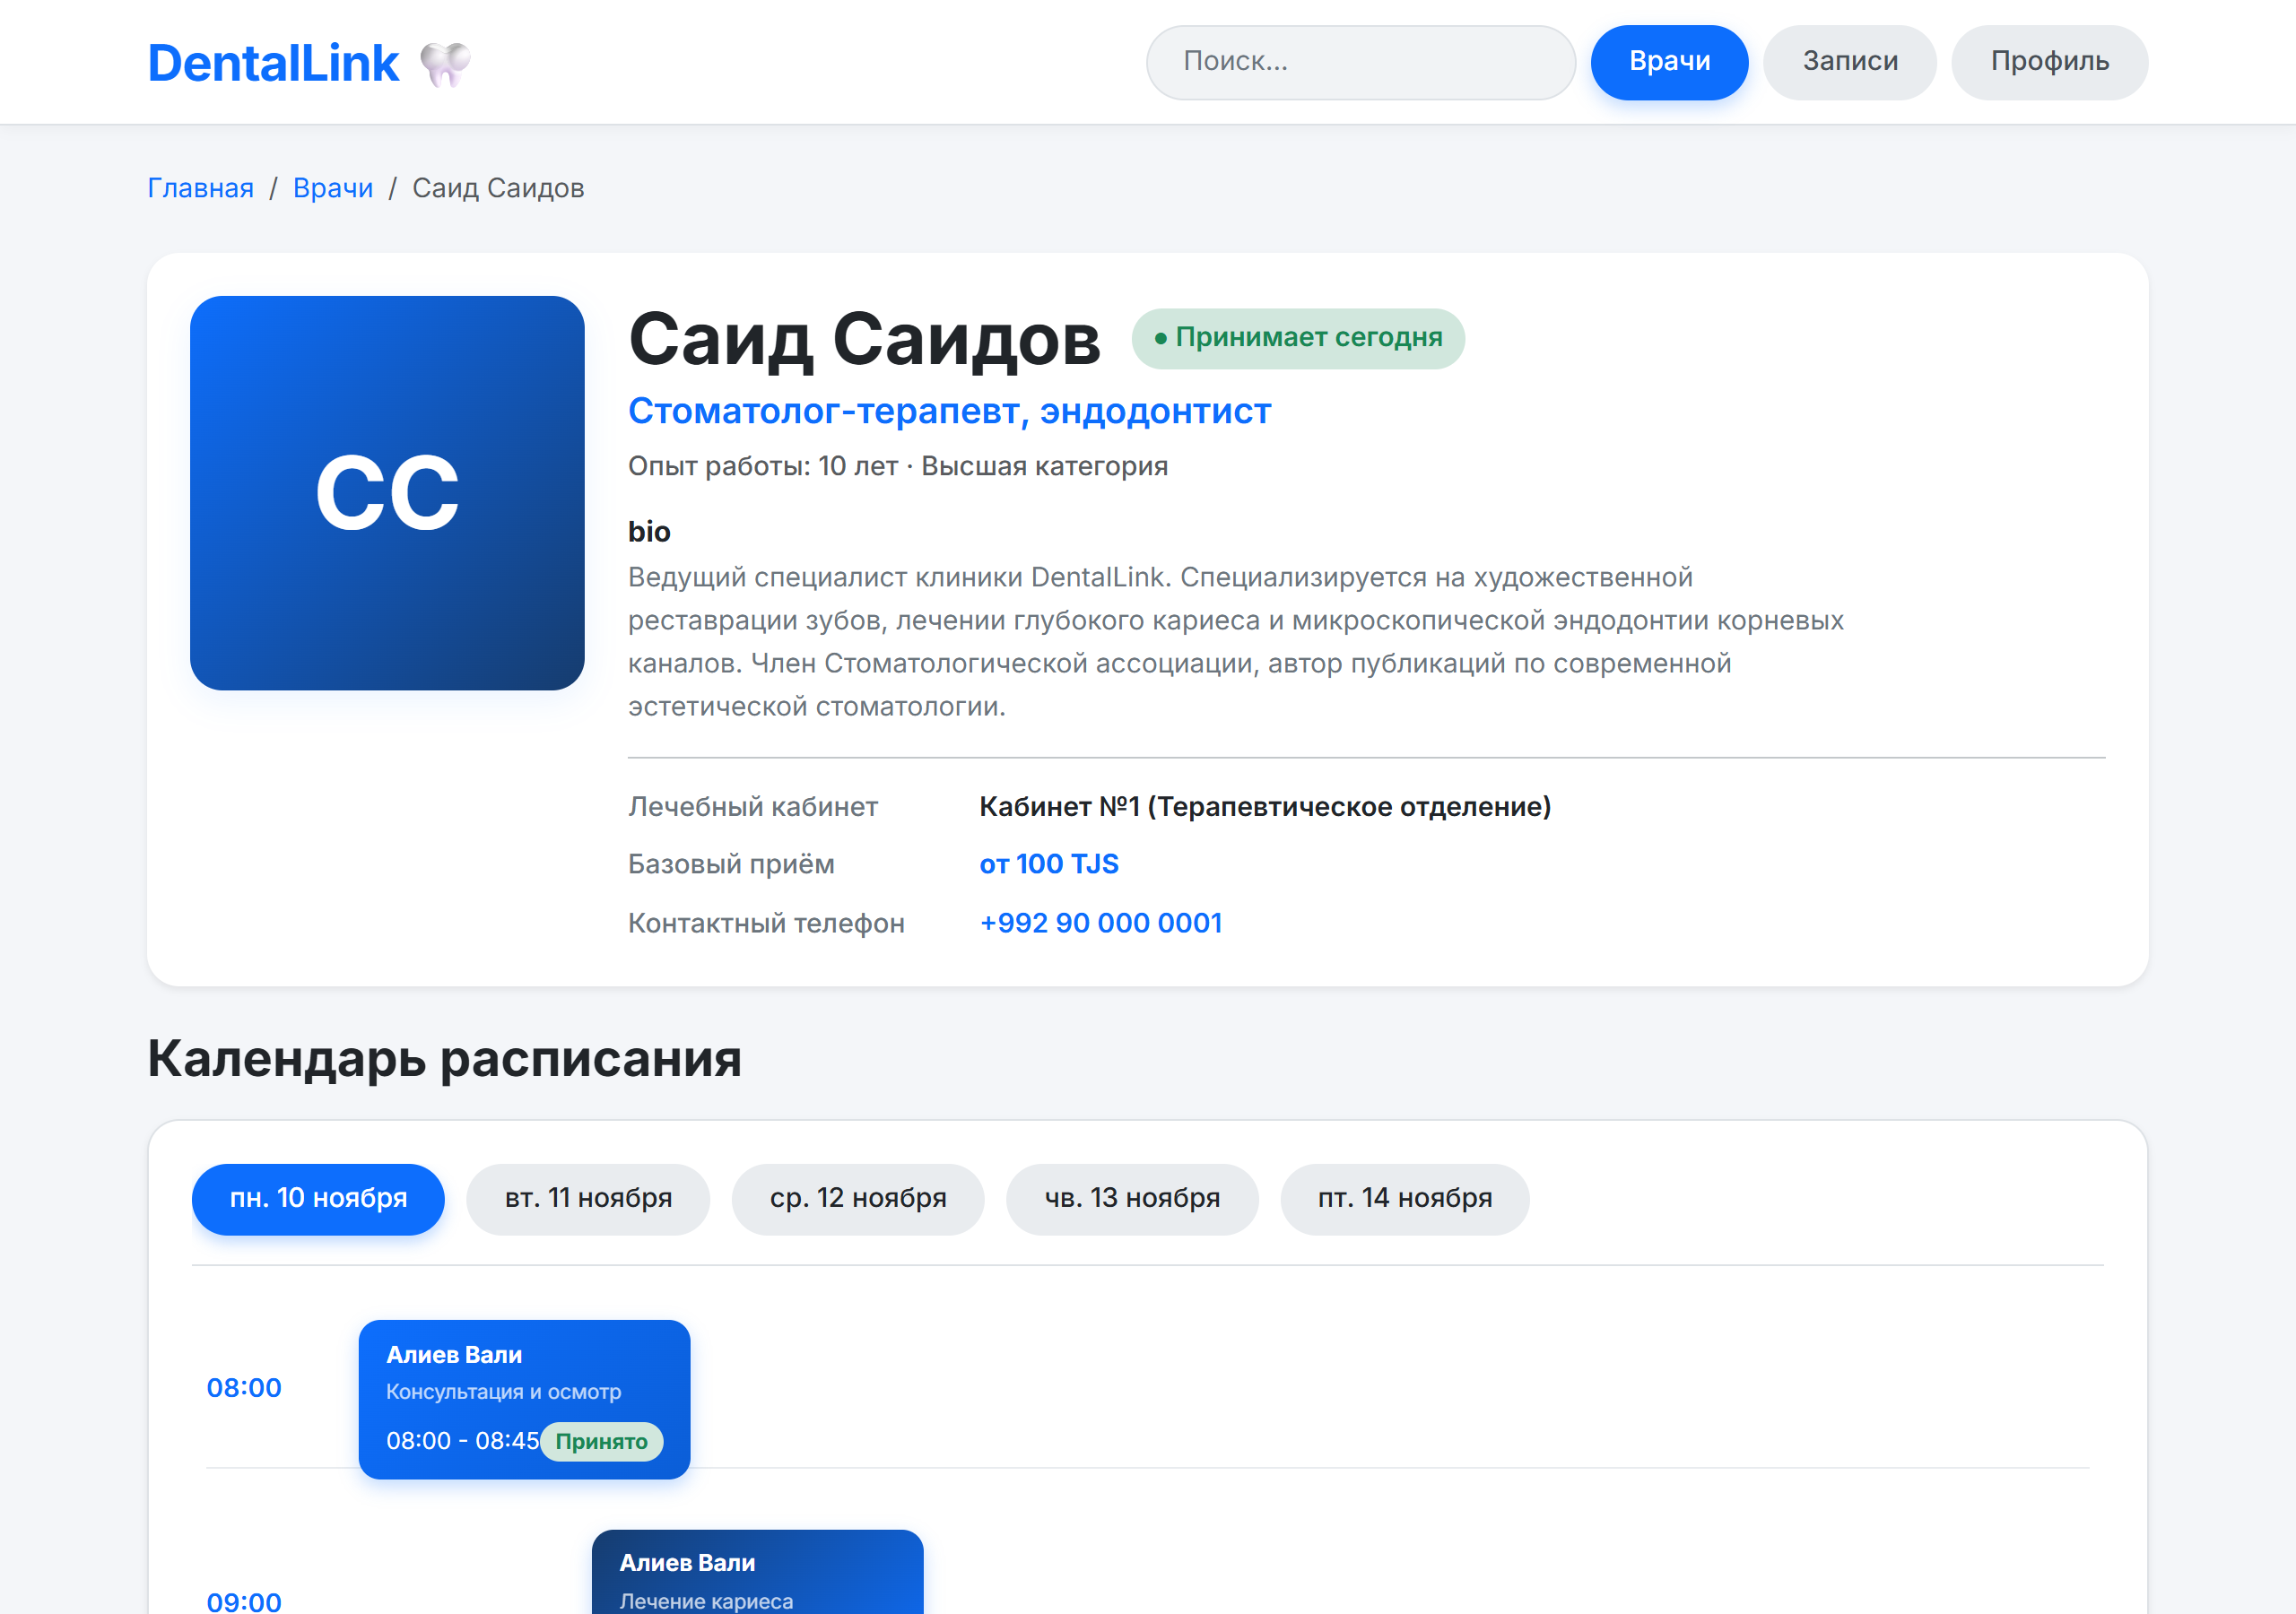 DentalLink
Поиск...
Врачи
Записи
Профиль
Главная / Врачи / Саид Саидов
СС
Саид Саидов
• Принимает сегодня
Стоматолог-терапевт, эндодонтист
Опыт работы: 10 лет · Высшая категория
bio
Ведущий специалист клиники DentalLink. Специализируется на художественной
реставрации зубов, лечении глубокого кариеса и микроскопической эндодонтии корневых
каналов. Член Стоматологической ассоциации, автор публикаций по современной
эстетической стоматологии.
Лечебный кабинет
Кабинет №1 (Терапевтическое отделение)
Базовый приём
от 100 TJS
Контактный телефон
+992 90 000 0001
Календарь расписания
пн. 10 ноября
вт. 11 ноября
ср. 12 ноября
чв. 13 ноября
пт. 14 ноября
08:00
Алиев Вали
Консультация и осмотр
08:00 - 08:45
Принято
09:00
Алиев Вали
Лечение кариеса